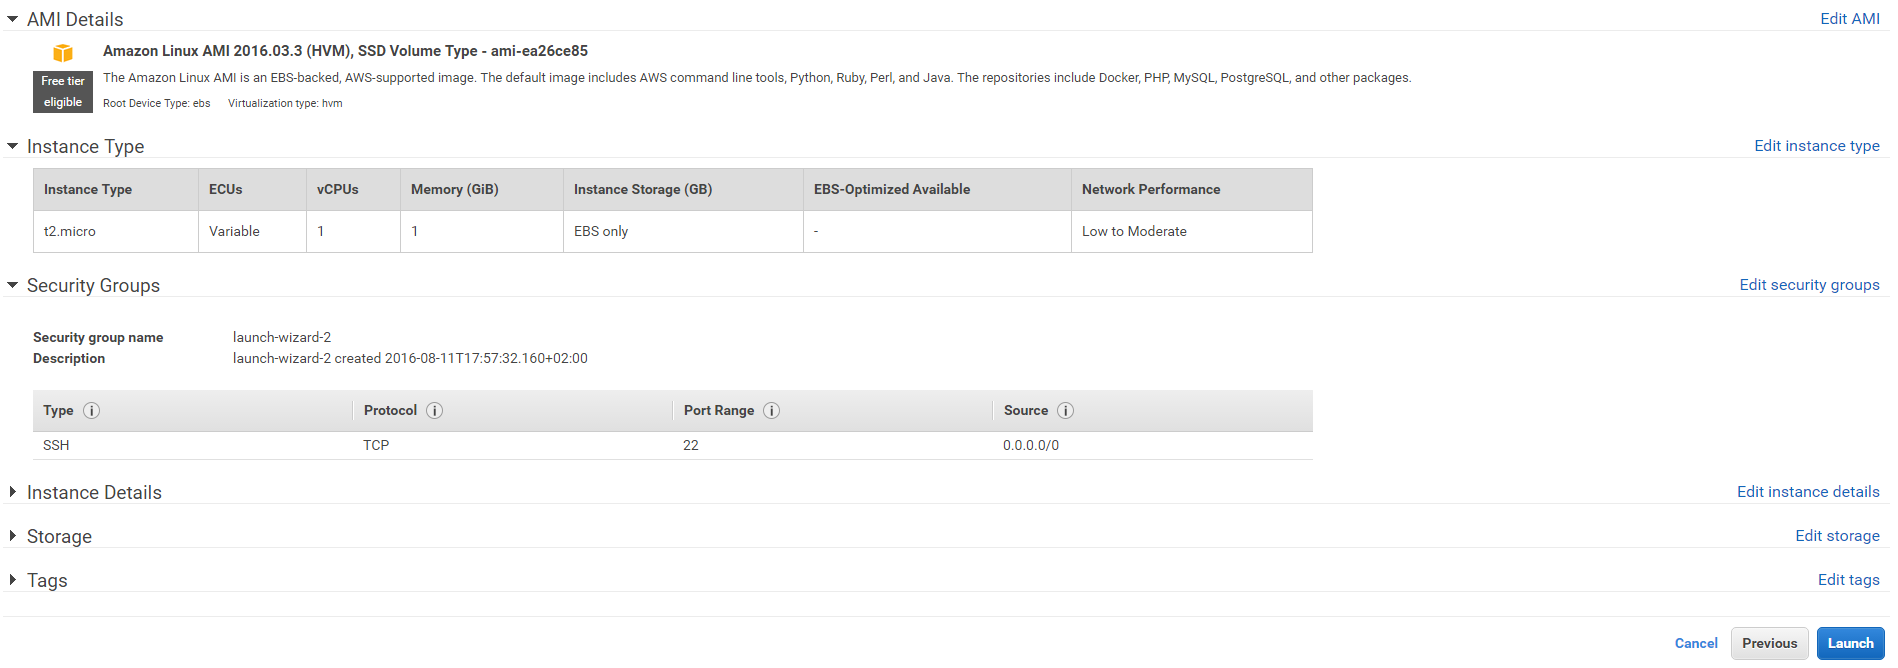 AMI Details
Edit AMI
Amazon Linux AMI 2016.03.3 (HVM), SSD Volume Type - ami-ea26ce85
Free tier
eligible
The Amazon Linux AMI is an EBS-backed, AWS-supported image. The default image includes AWS command line tools, Python, Ruby, Perl, and Java. The repositories include Docker, PHP, MySQL, PostgreSQL, and other packages.
Root Device Type: ebs Virtualization type: hvm
Instance Type
Edit instance type
Instance Type ECUs vCPUs Memory (GiB) Instance Storage (GB) EBS-Optimized Available Network Performance
t2.micro Variable 1 1 EBS only - Low to Moderate
Security Groups
Edit security groups
Security group name launch-wizard-2
Description launch-wizard-2 created 2016-08-11T17:57:32.160+02:00
Type i Protocol i Port Range i Source i
SSH TCP 22 0.0.0.0/0
Instance Details
Edit instance details
Storage
Edit storage
Tags
Edit tags
Cancel Previous Launch